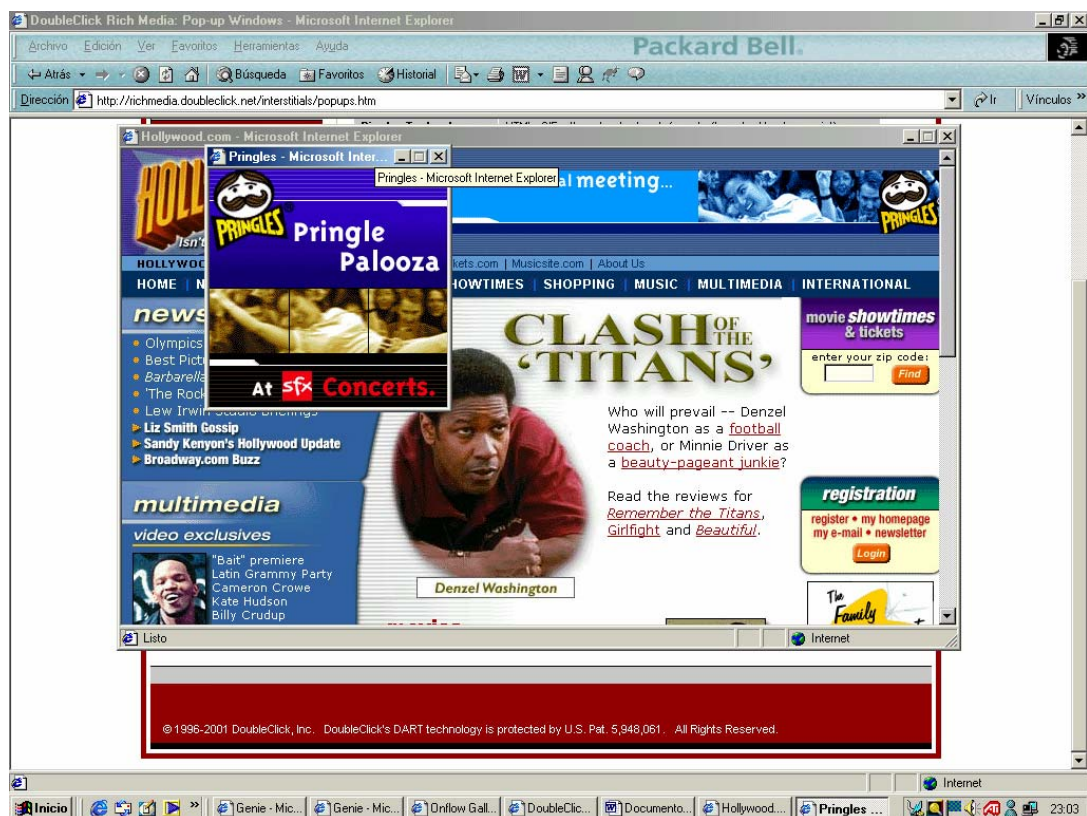 DoubleClick Rich Media: Pop-up Windows - Microsoft Internet Explorer
Archivo Edición Ver Favoritos Herramientas Ayuda
Packard Bell.
Atrás Búsqueda Favoritos Historial
Dirección http://richmedia.doubleclick.net/interstitials/popups.htm Ir Vínculos »
Hollywood.com - Microsoft Internet Explorer
Pringles - Microsoft Inter...
Pringles - Microsoft Internet Explorer
HOLL
Isn't
al meeting...
PRINGLES
PRINGLES
Pringle
Palooza
At sfx Concerts.
HOLLYWOO
kets.com | Musicsite.com | About Us
HOME | N
HOWTIMES | SHOPPING | MUSIC | MULTIMEDIA | INTERNATIONAL
news
Olympics
Best Pict
Barbarella
'The Rock
Lew Irwin Studio Briefings
Liz Smith Gossip
Sandy Kenyon's Hollywood Update
Broadway.com Buzz
multimedia
video exclusives
"Bait" premiere
Latin Grammy Party
Cameron Crowe
Kate Hudson
Billy Crudup
CLASH OF THE
'TITANS'
Who will prevail -- Denzel
Washington as a football
coach, or Minnie Driver as
a beauty-pageant junkie?
Read the reviews for
Remember the Titans,
Girlfight and Beautiful.
Denzel Washington
movie showtimes
& tickets
enter your zip code:
Find
registration
register • my homepage
my e-mail • newsletter
Login
The
Family
Listo
Internet
© 1996-2001 DoubleClick, Inc. DoubleClick's DART technology is protected by U.S. Pat. 5,948,061. All Rights Reserved.
Internet
Inicio » Genie - Mic... Genie - Mic... Onflow Gall... DoubleClic... Documento... Hollywood.... Pringles ... 23:03